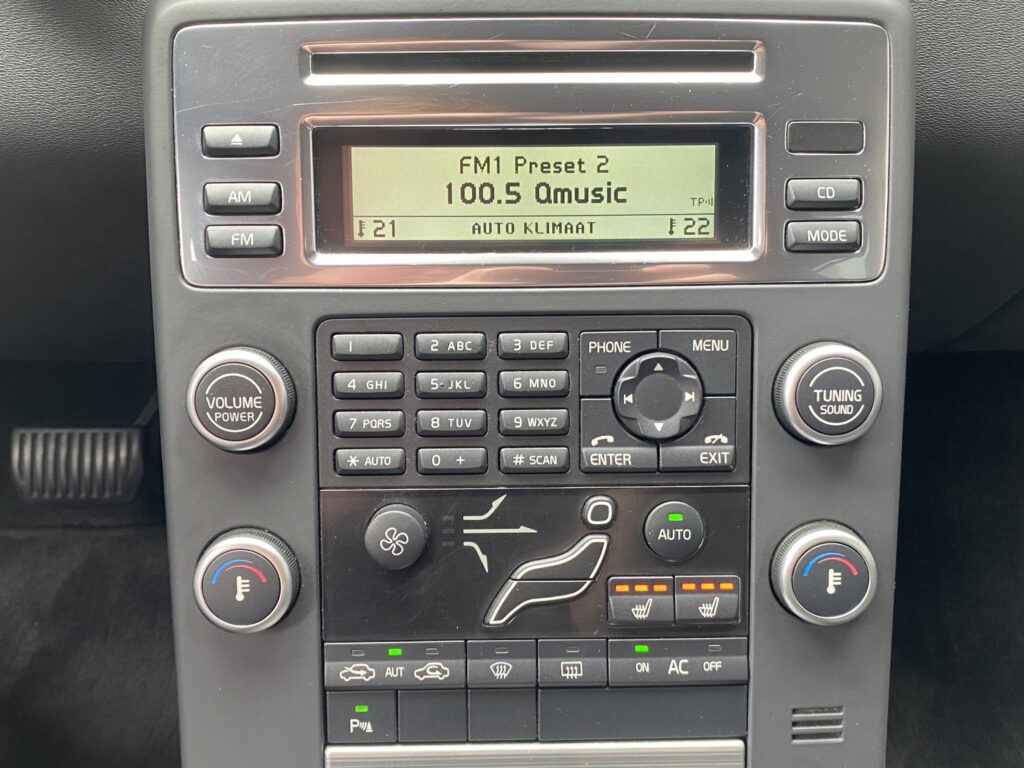 FM1 Preset 2
100.5 Qmusic
TP
21 AUTO KLIMAAT 22
AM
FM
CD
MODE
VOLUME
POWER
1 2 ABC 3 DEF
4 GHI 5 JKL 6 MNO
7 PQRS 8 TUV 9 WXYZ
* AUTO 0 + # SCAN
PHONE MENU
ENTER EXIT
TUNING
SOUND
AUTO
AUT
ON AC OFF
P